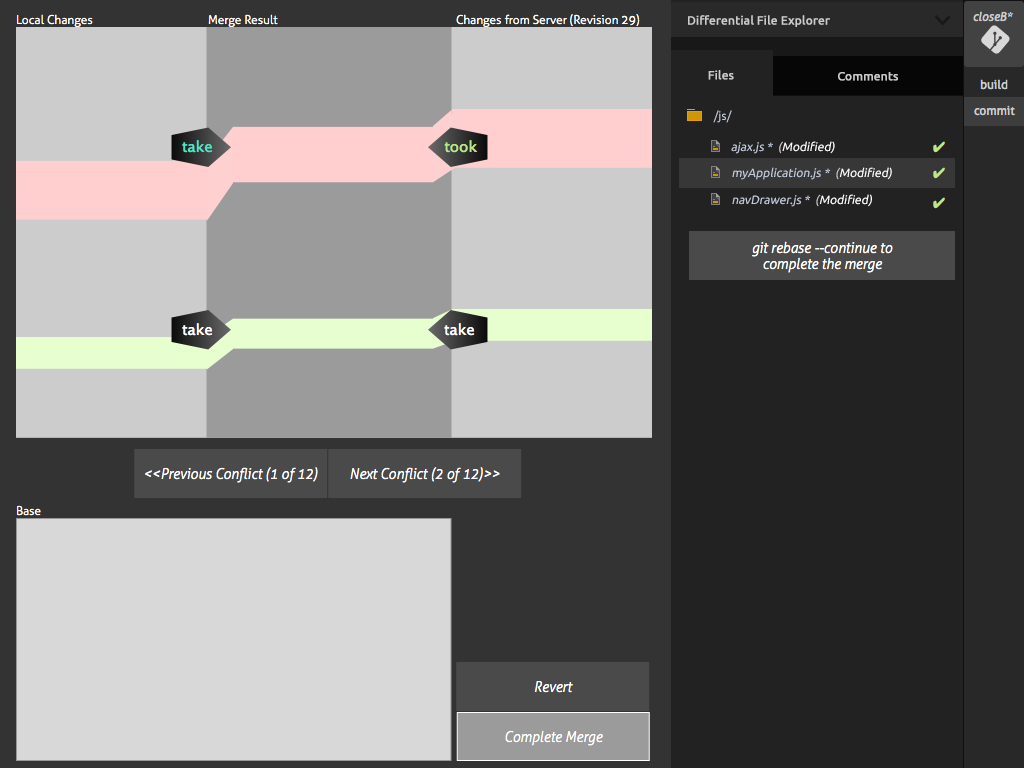 Local Changes
Merge Result
Changes from Server (Revision 29)
take
took
take
take
<<Previous Conflict (1 of 12)
Next Conflict (2 of 12)>>
Base
Revert
Complete Merge
Differential File Explorer
Files
Comments
/js/
ajax.js * (Modified)
myApplication.js * (Modified)
navDrawer.js * (Modified)
git rebase --continue to
complete the merge
closeB*
build
commit